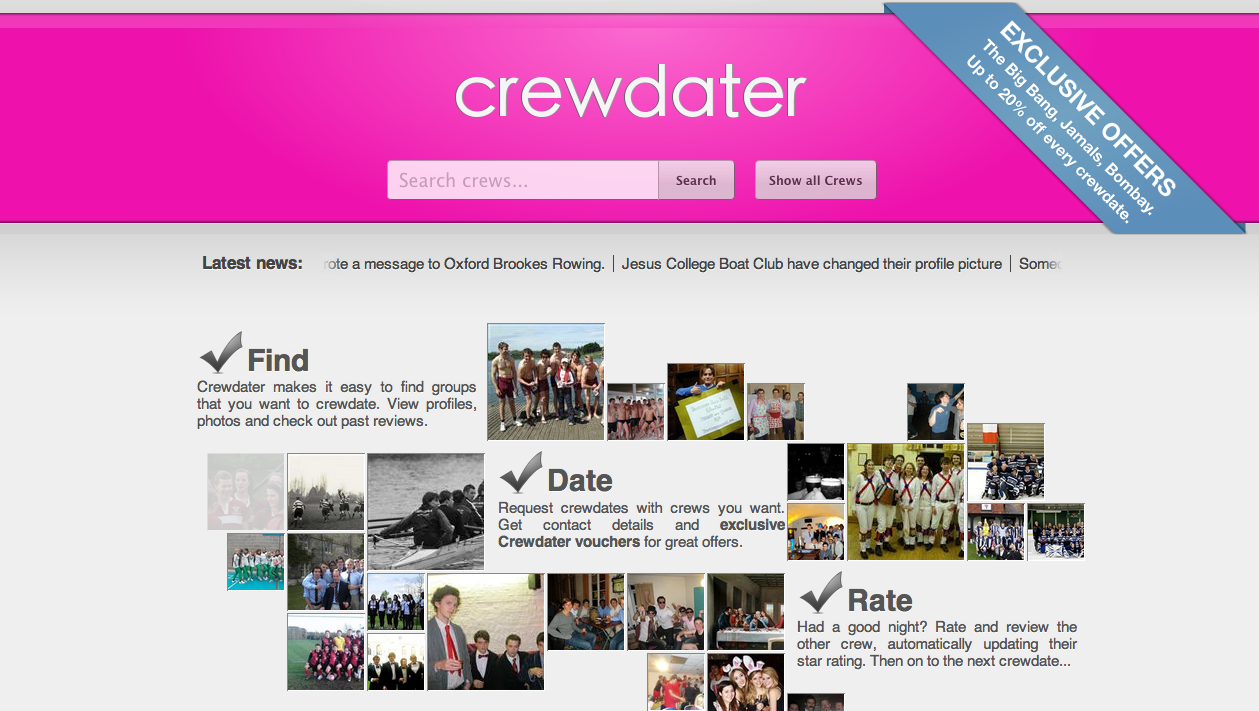 crewdater
EXCLUSIVE OFFERS
The Big Bang, Jamals, Bombay.
Up to 20% off every crewdate.
Search crews...
Search
Show all Crews
Latest news: rote a message to Oxford Brookes Rowing. | Jesus College Boat Club have changed their profile picture | Some
Find
Crewdater makes it easy to find groups
that you want to crewdate. View profiles,
photos and check out past reviews.
Date
Request crewdates with crews you want.
Get contact details and exclusive
Crewdater vouchers for great offers.
Rate
Had a good night? Rate and review the
other crew, automatically updating their
star rating. Then on to the next crewdate...